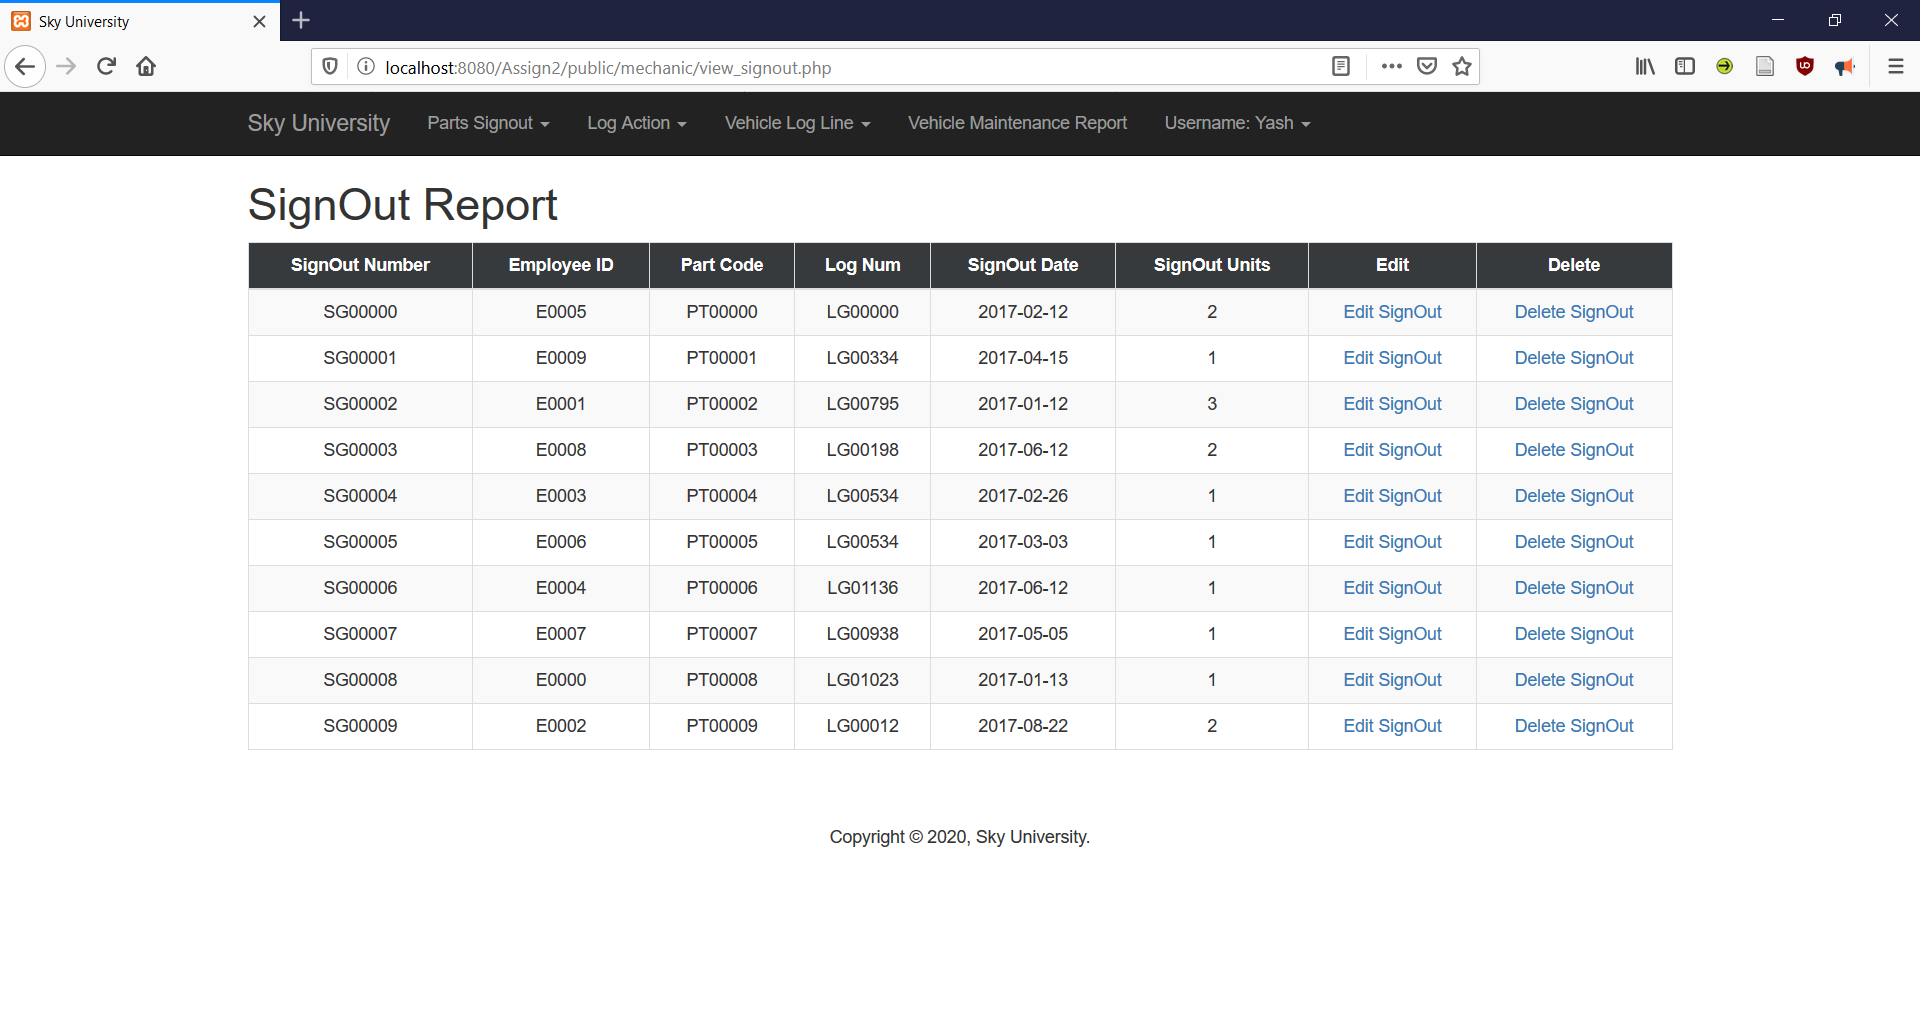 Sky University
localhost:8080/Assign2/public/mechanic/view_signout.php
Sky University Parts Signout Log Action Vehicle Log Line Vehicle Maintenance Report Username: Yash
SignOut Report
SignOut Number Employee ID Part Code Log Num SignOut Date SignOut Units Edit Delete
SG00000 E0005 PT00000 LG00000 2017-02-12 2 Edit SignOut Delete SignOut
SG00001 E0009 PT00001 LG00334 2017-04-15 1 Edit SignOut Delete SignOut
SG00002 E0001 PT00002 LG00795 2017-01-12 3 Edit SignOut Delete SignOut
SG00003 E0008 PT00003 LG00198 2017-06-12 2 Edit SignOut Delete SignOut
SG00004 E0003 PT00004 LG00534 2017-02-26 1 Edit SignOut Delete SignOut
SG00005 E0006 PT00005 LG00534 2017-03-03 1 Edit SignOut Delete SignOut
SG00006 E0004 PT00006 LG01136 2017-06-12 1 Edit SignOut Delete SignOut
SG00007 E0007 PT00007 LG00938 2017-05-05 1 Edit SignOut Delete SignOut
SG00008 E0000 PT00008 LG01023 2017-01-13 1 Edit SignOut Delete SignOut
SG00009 E0002 PT00009 LG00012 2017-08-22 2 Edit SignOut Delete SignOut
Copyright © 2020, Sky University.